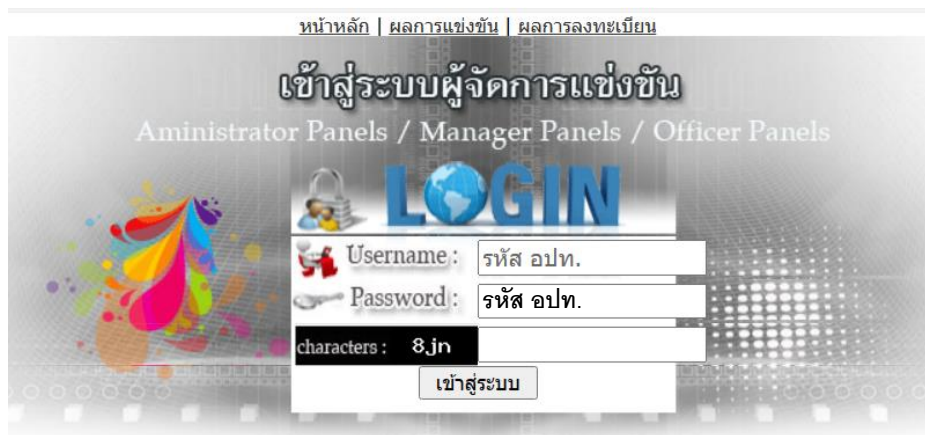 หน้าหลัก | ผลการแข่งขัน | ผลการลงทะเบียน
เข้าสู่ระบบผู้จัดการแข่งขัน
Aministrator Panels / Manager Panels / Officer Panels
LOGIN
Username : รหัส อปท.
Password : รหัส อปท.
characters : 8jn
เข้าสู่ระบบ